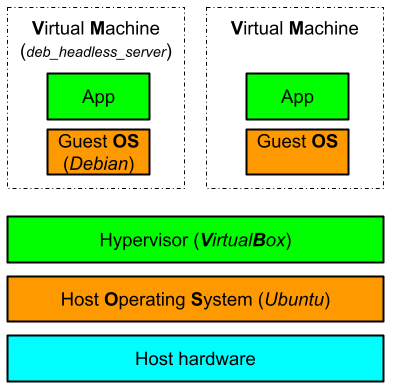 Virtual Machine
(deb_headless_server)
App
Guest OS
(Debian)
Virtual Machine
App
Guest OS
Hypervisor (VirtualBox)
Host Operating System (Ubuntu)
Host hardware